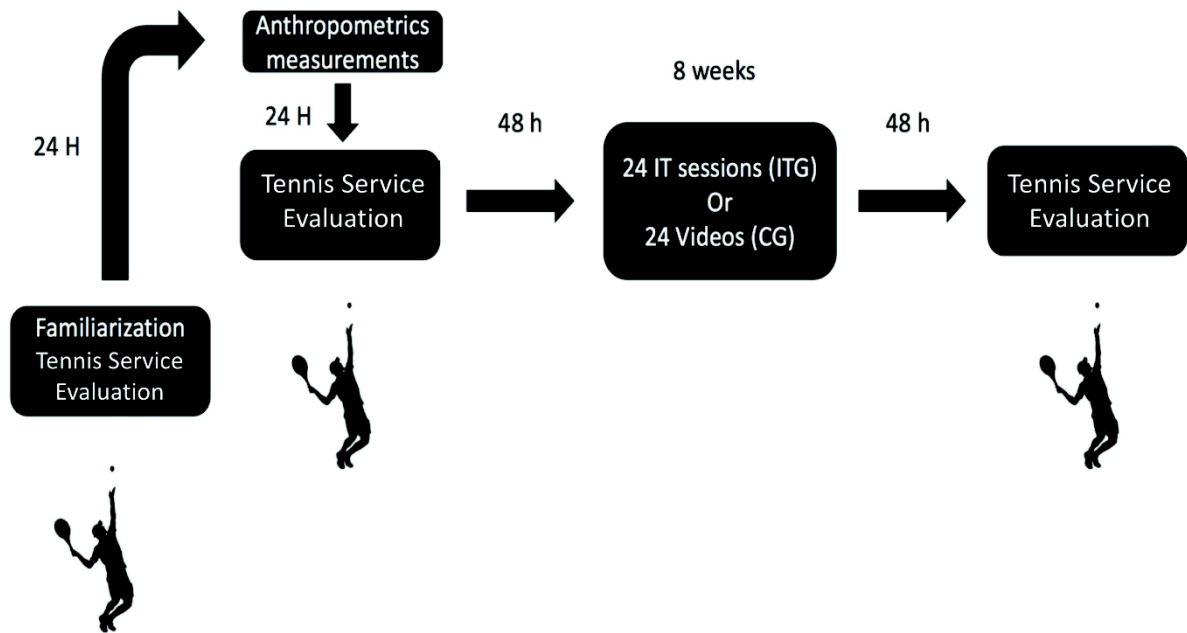 Anthropometrics
measurements
24 H
24 H
Tennis Service
Evaluation
48 h
8 weeks
24 IT sessions (ITG)
Or
24 Videos (CG)
48 h
Tennis Service
Evaluation
Familiarization
Tennis Service
Evaluation